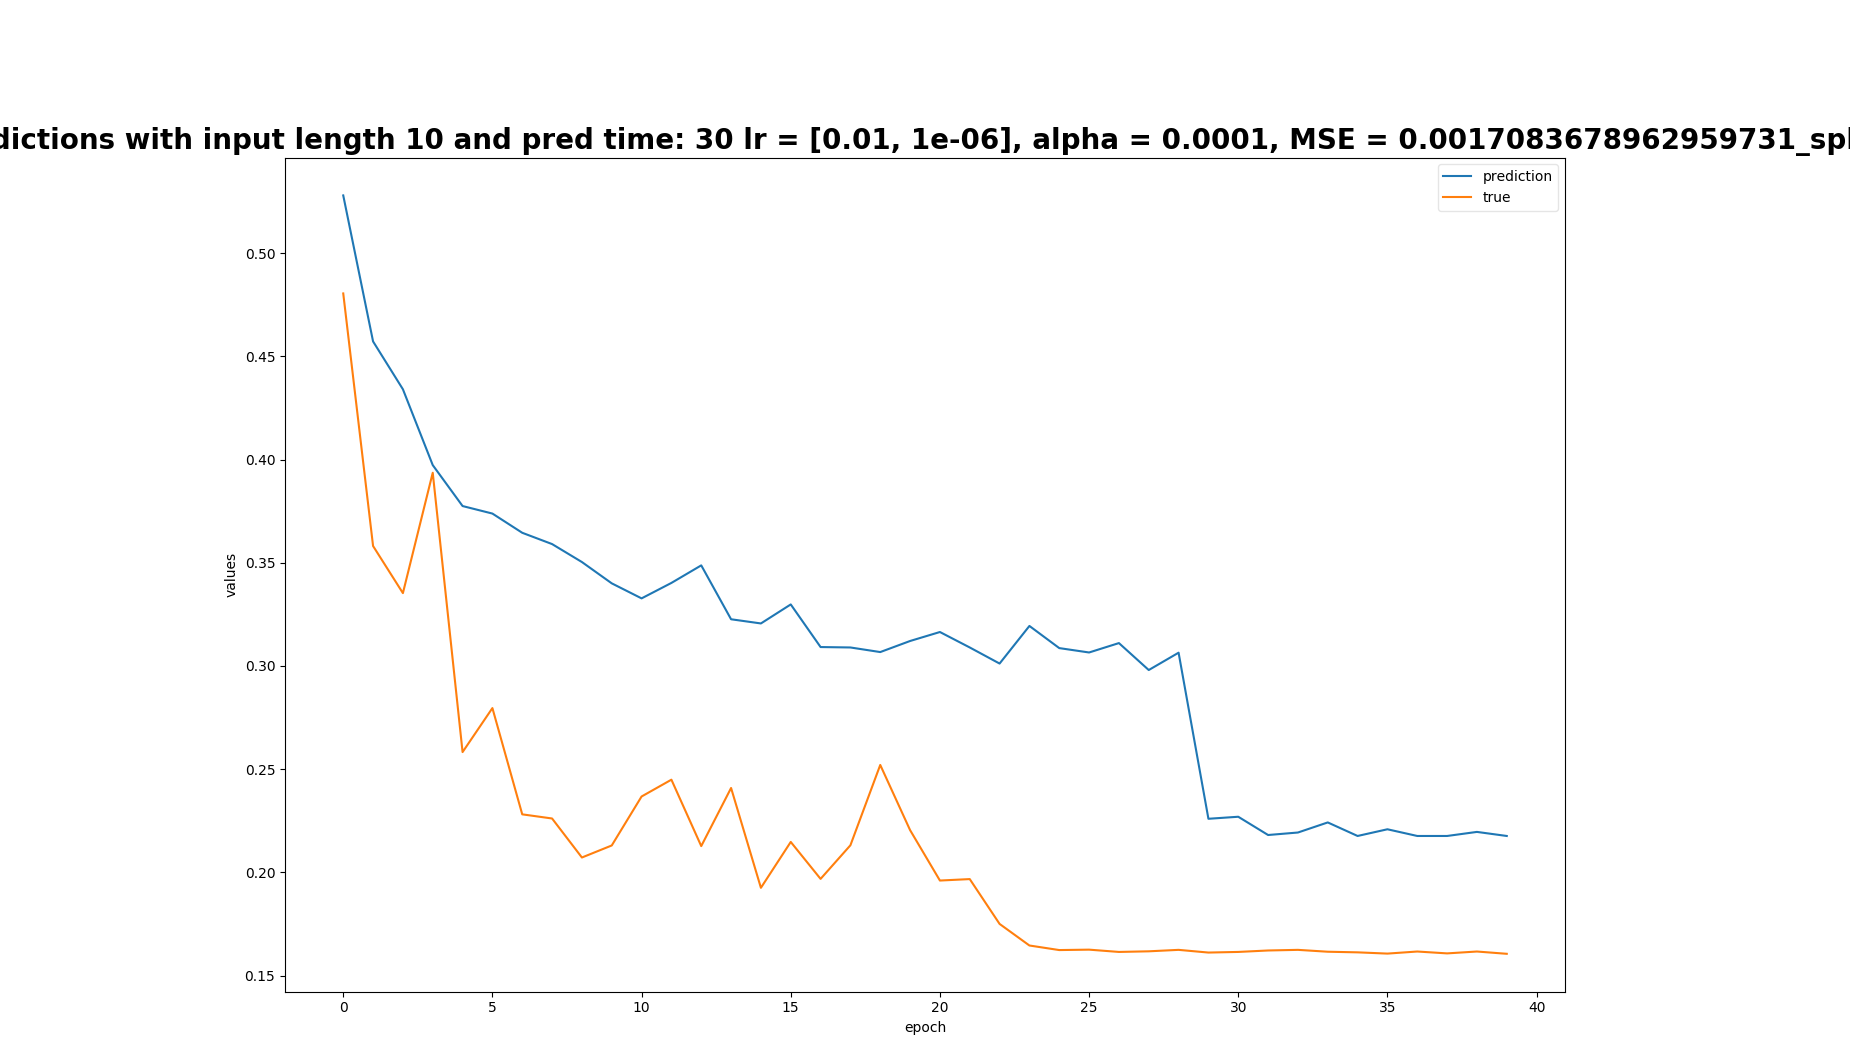 dictions with input length 10 and pred time: 30 lr = [0.01, 1e-06], alpha = 0.0001, MSE = 0.0017083678962959731_spl
prediction
true
0.50
0.45
0.40
0.35
0.30
0.25
0.20
0.15
values
0 5 10 15 20 25 30 35 40
epoch